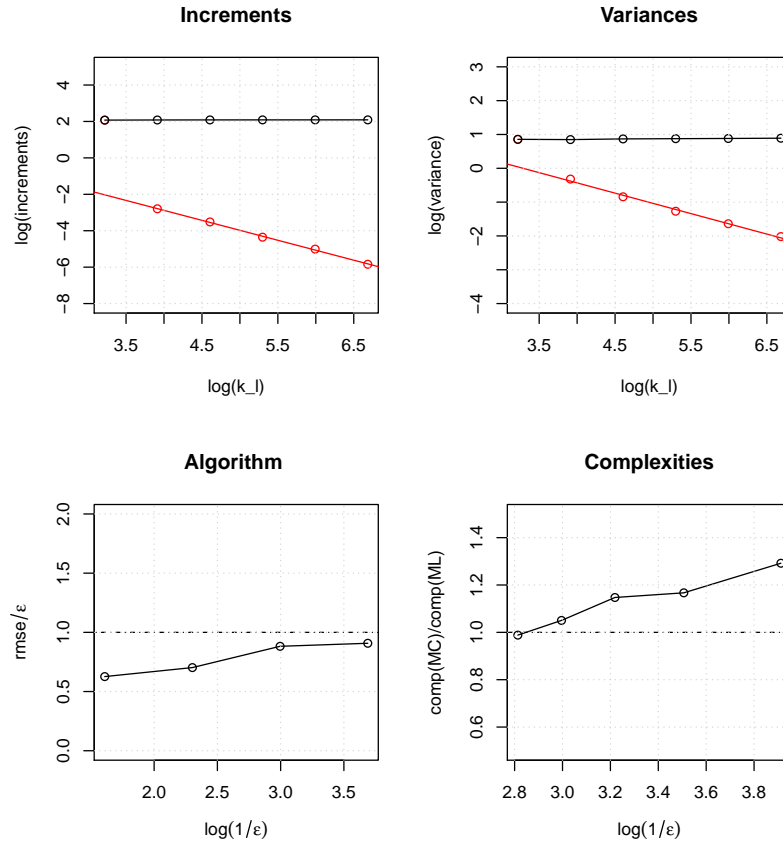 Increments
log(increments)
4
2
0
−2
−4
−6
−8
3.5 4.5 5.5 6.5
log(k_l)
Variances
log(variance)
3
2
1
0
−2
−4
3.5 4.5 5.5 6.5
log(k_l)
Algorithm
rmse/ε
2.0
1.5
1.0
0.5
0.0
2.0 2.5 3.0 3.5
log(1/ε)
Complexities
comp(MC)/comp(ML)
1.4
1.2
1.0
0.8
0.6
2.8 3.0 3.2 3.4 3.6 3.8
log(1/ε)